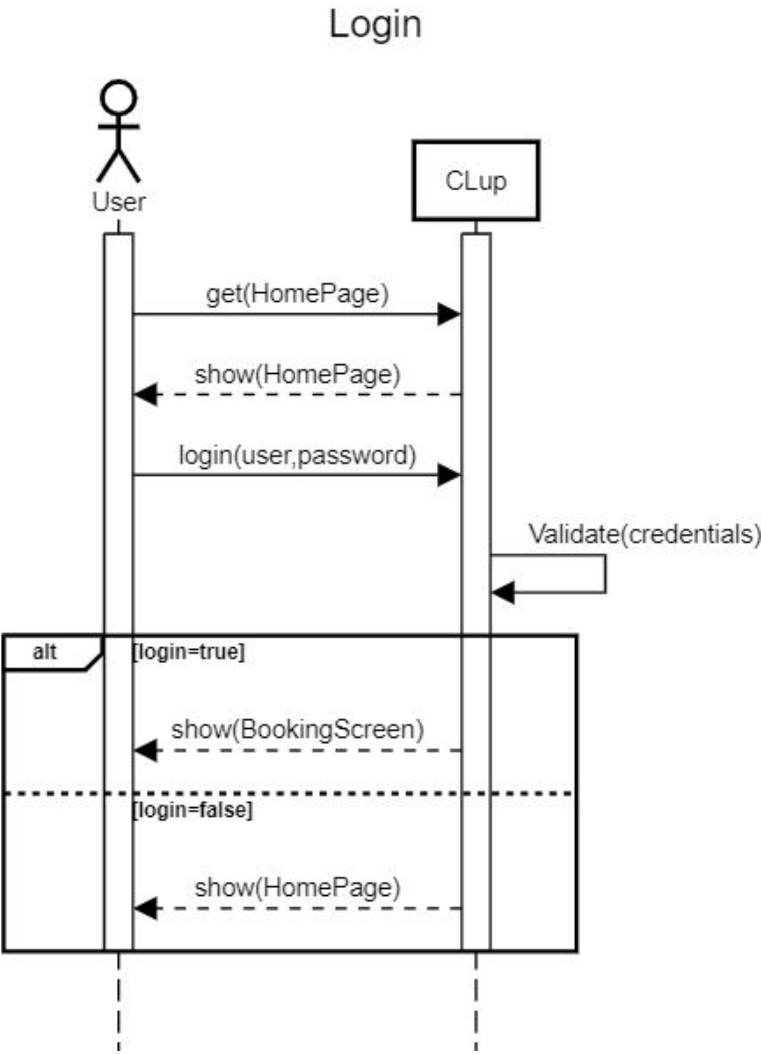 Login
User
CLup
get(HomePage)
show(HomePage)
login(user,password)
Validate(credentials)
alt
[login=true]
show(BookingScreen)
[login=false]
show(HomePage)